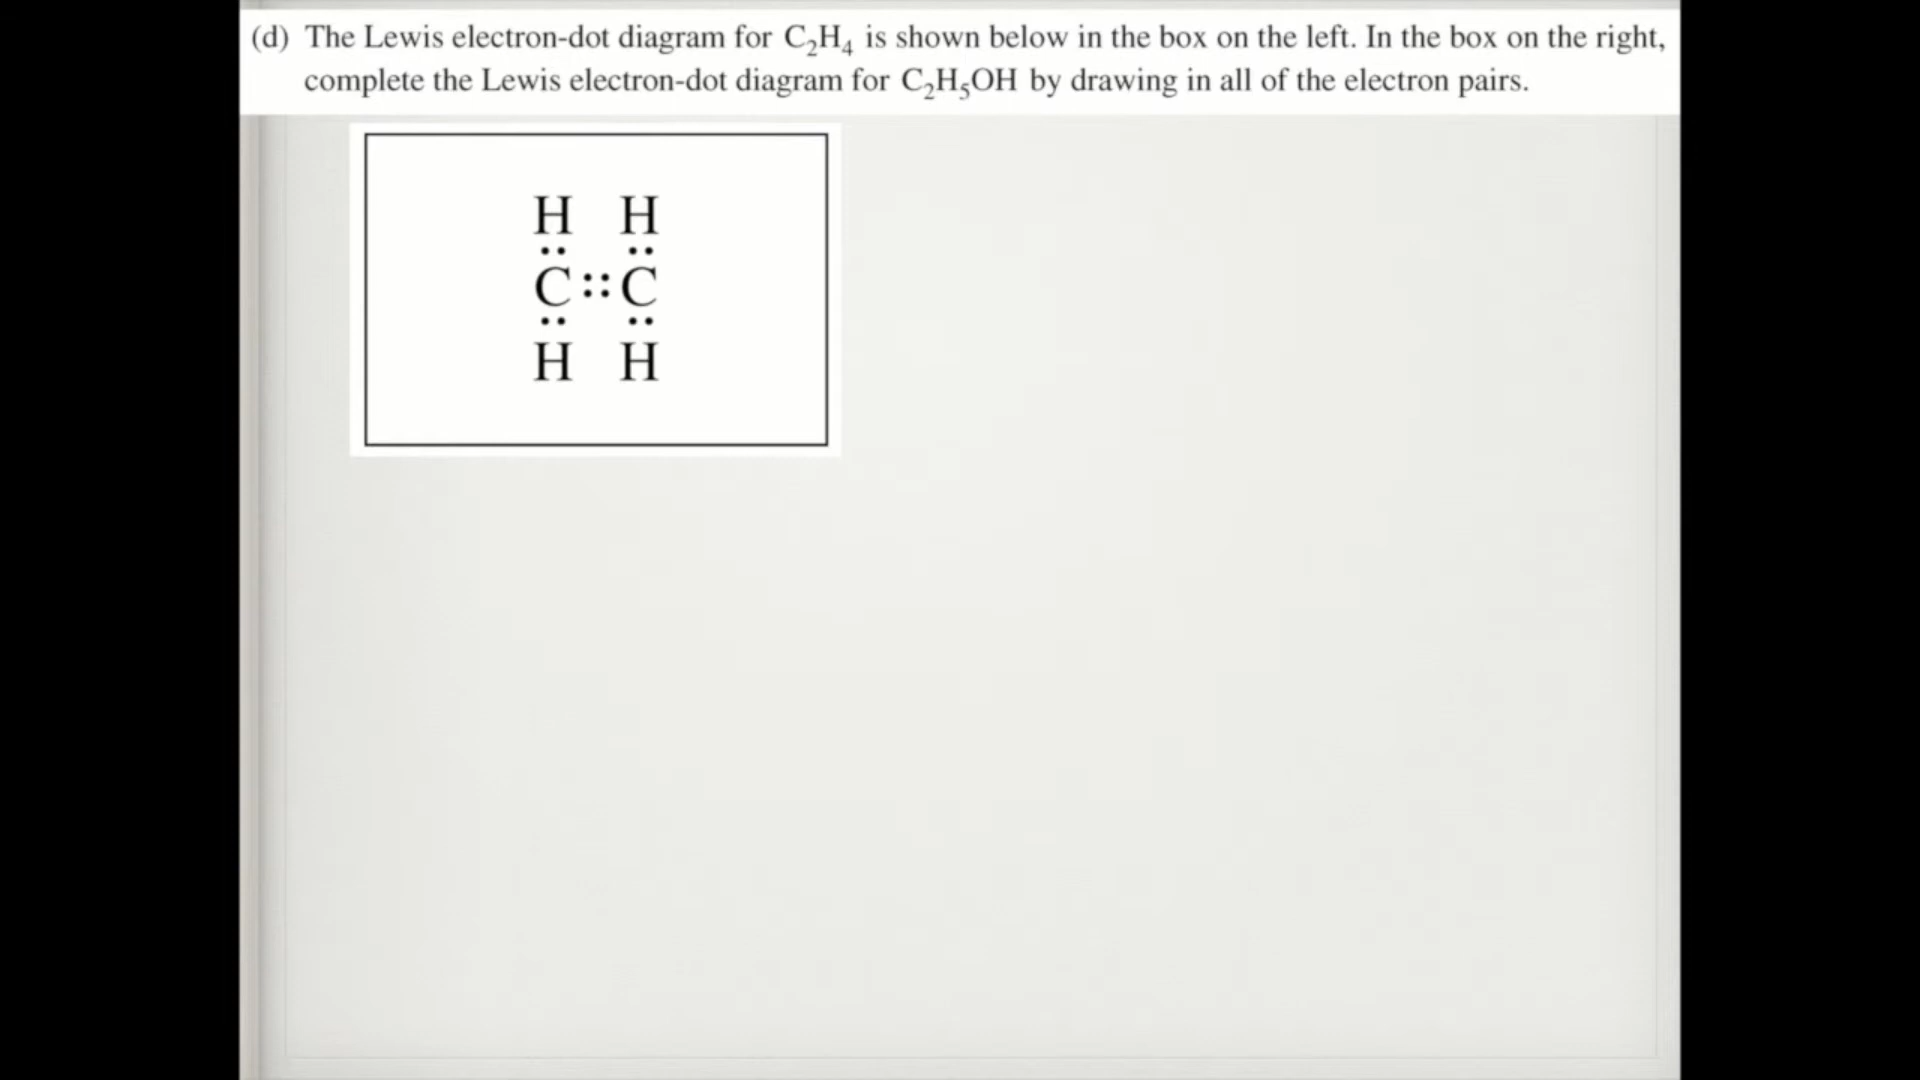 (d) The Lewis electron-dot diagram for C₂H₄ is shown below in the box on the left. In the box on the right,
complete the Lewis electron-dot diagram for C₂H₅OH by drawing in all of the electron pairs.
H H
·· ··
C::C
·· ··
H H